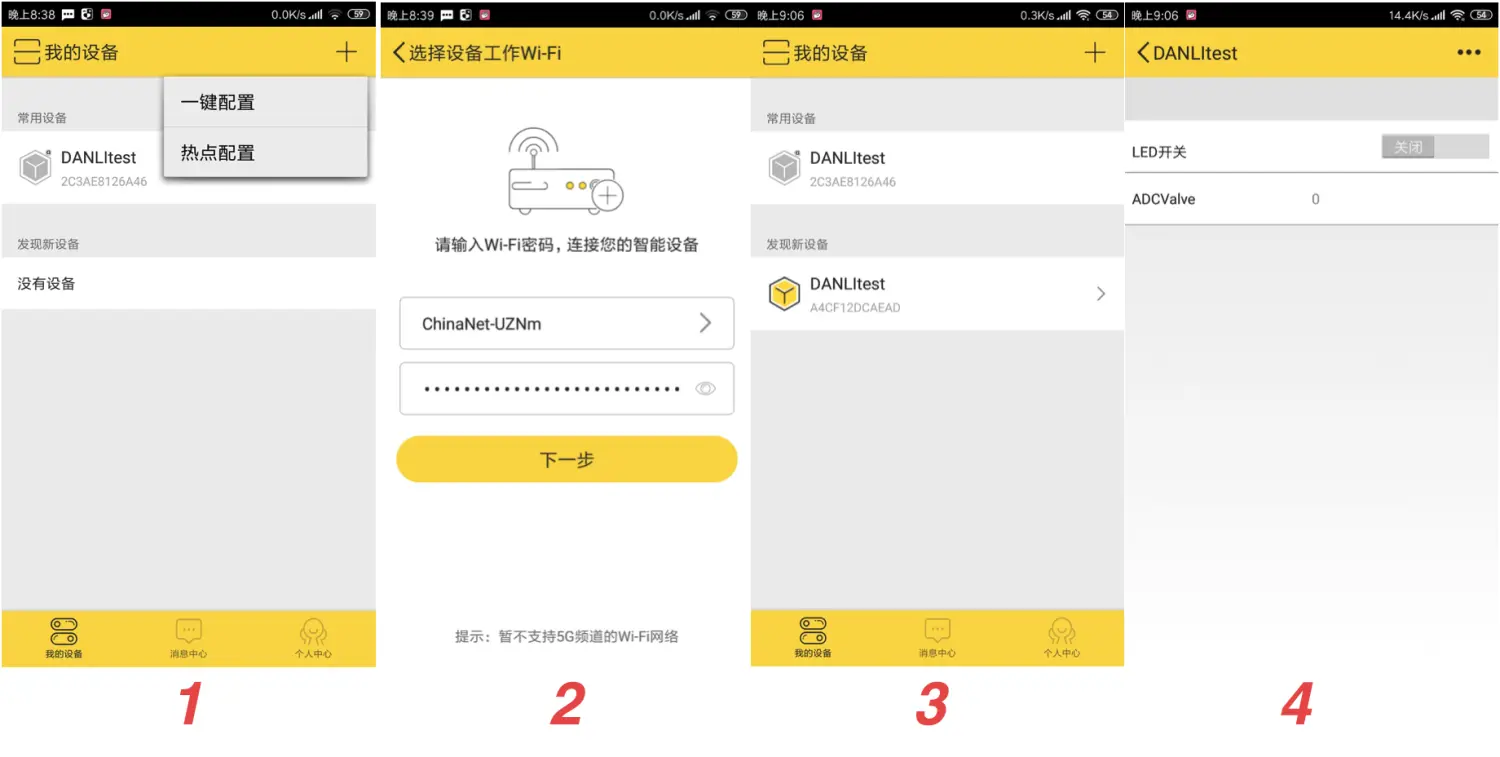 晚上8:38
0.0K/s
59
我的设备
一键配置
热点配置
常用设备
DANLItest
2C3AE8126A46
发现新设备
没有设备
我的设备
消息中心
个人中心
1
晚上8:39
0.0K/s
59
选择设备工作Wi-Fi
请输入Wi-Fi密码，连接您的智能设备
ChinaNet-UZNm
下一步
提示：暂不支持5G频道的Wi-Fi网络
2
晚上9:06
0.3K/s
54
我的设备
常用设备
DANLItest
2C3AE8126A46
发现新设备
DANLItest
A4CF12DCAEAD
我的设备
消息中心
个人中心
3
晚上9:06
14.4K/s
54
DANLItest
LED开关
关闭
ADCValve 0
4